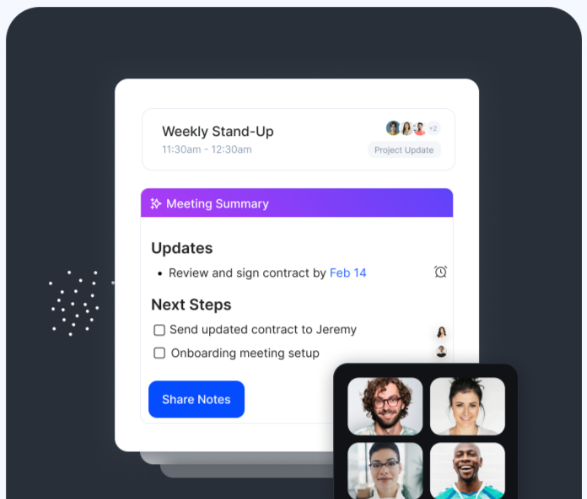 Weekly Stand-Up
11:30am - 12:30am
+2
Project Update
Meeting Summary
Updates
• Review and sign contract by Feb 14
Next Steps
Send updated contract to Jeremy
Onboarding meeting setup
Share Notes